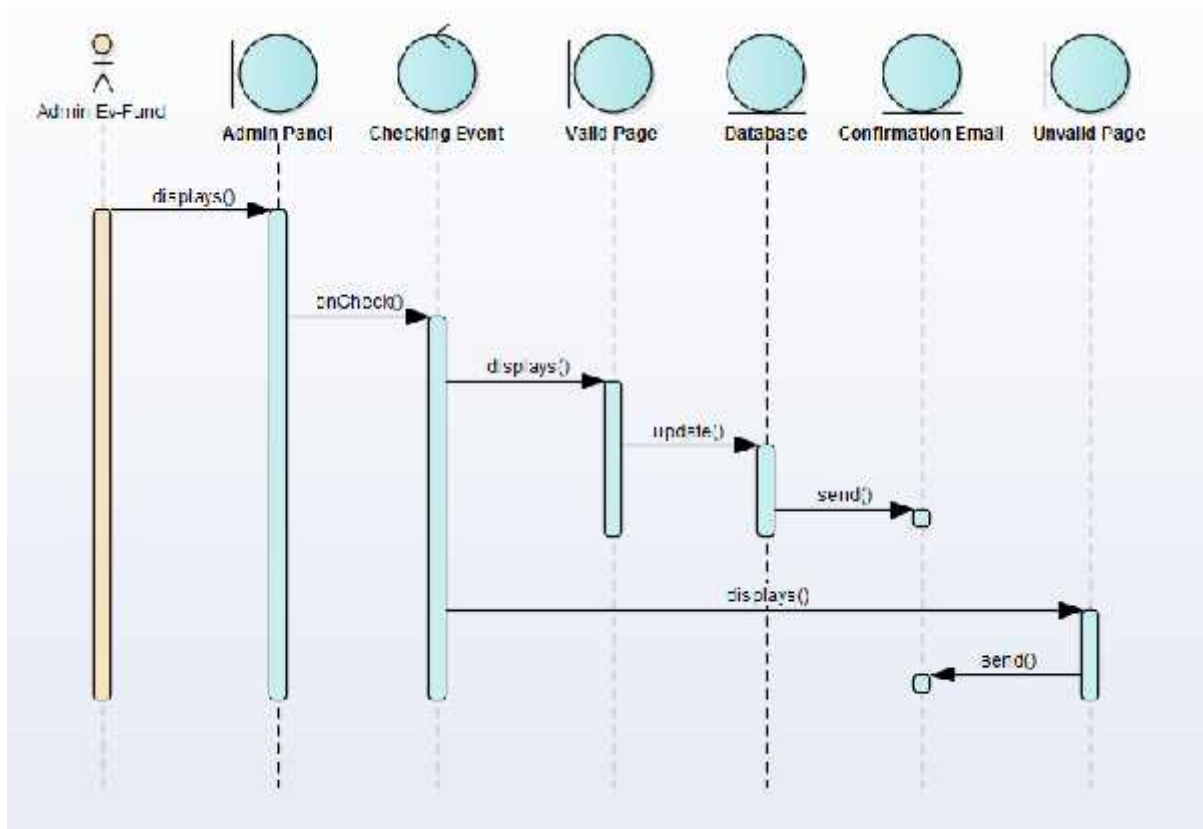 Admin Ev-Fund
Admin Panel
Checking Event
Valid Page
Database
Confirmation Email
Unvalid Page
displays()
onCheck()
displays()
update()
send()
displays()
send()